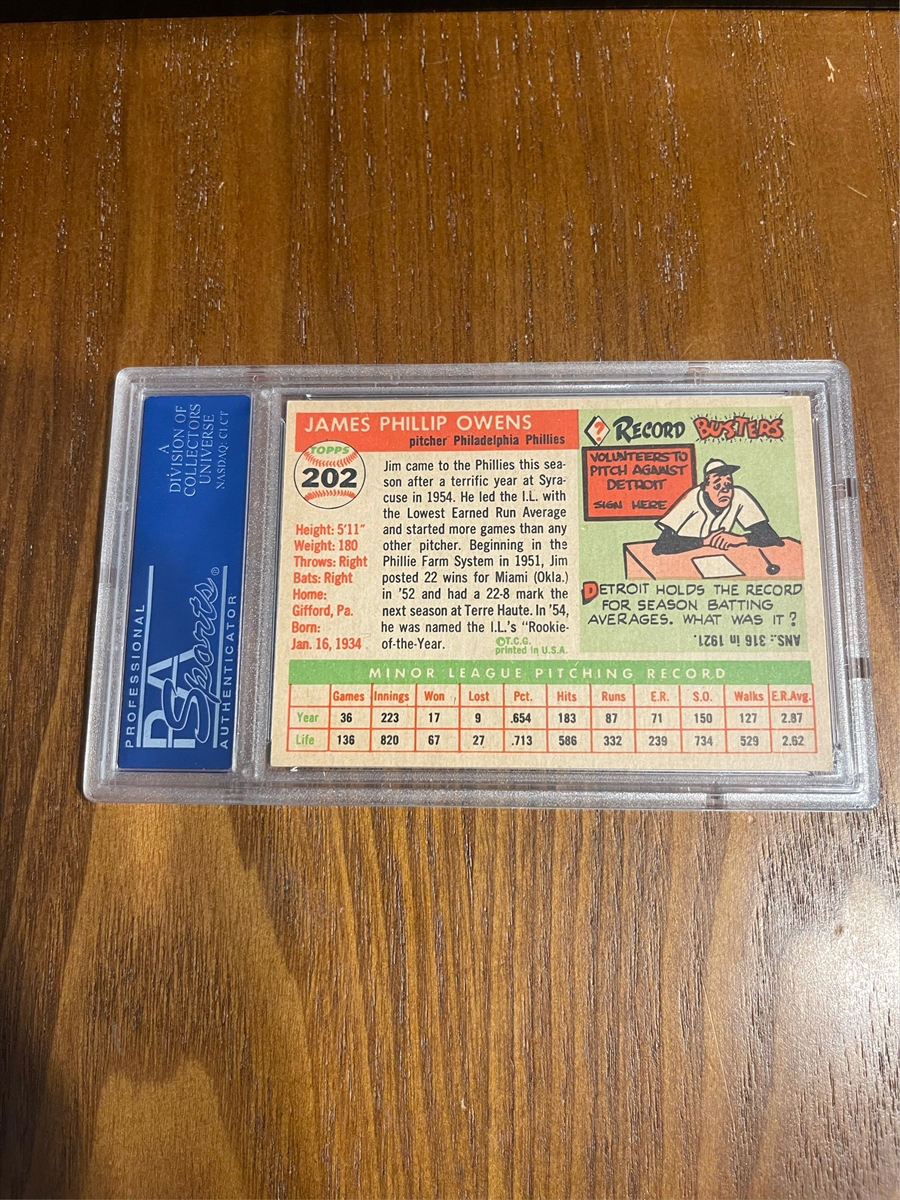 A
DIVISION OF
COLLECTORS
UNIVERSE
NASDAQ: CLCT
PROFESSIONAL
PSA
Sports®
AUTHENTICATOR
JAMES PHILLIP OWENS
pitcher Philadelphia Phillies
TOPPS
202
Height: 5'11"
Weight: 180
Throws: Right
Bats: Right
Home:
Gifford, Pa.
Born:
Jan. 16, 1934
Jim came to the Phillies this sea-
son after a terrific year at Syra-
cuse in 1954. He led the I.L. with
the Lowest Earned Run Average
and started more games than any
other pitcher. Beginning in the
Phillie Farm System in 1951, Jim
posted 22 wins for Miami (Okla.)
in '52 and had a 22-8 mark the
next season at Terre Haute. In '54,
he was named the I.L.'s "Rookie-
of-the-Year.
©T.C.G.
printed in U.S.A.
? RECORD BUSTERS
VOLUNTEERS TO
PITCH AGAINST
DETROIT
SIGN HERE
DETROIT HOLDS THE RECORD
FOR SEASON BATTING
AVERAGES. WHAT WAS IT?
ANS.: 316 in 1921.
MINOR LEAGUE PITCHING RECORD
Games Innings Won Lost Pct. Hits Runs E.R. S.O. Walks E.R.Avg.
Year 36 223 17 9 .654 183 87 71 150 127 2.87
Life 136 820 67 27 .713 586 332 239 734 529 2.62